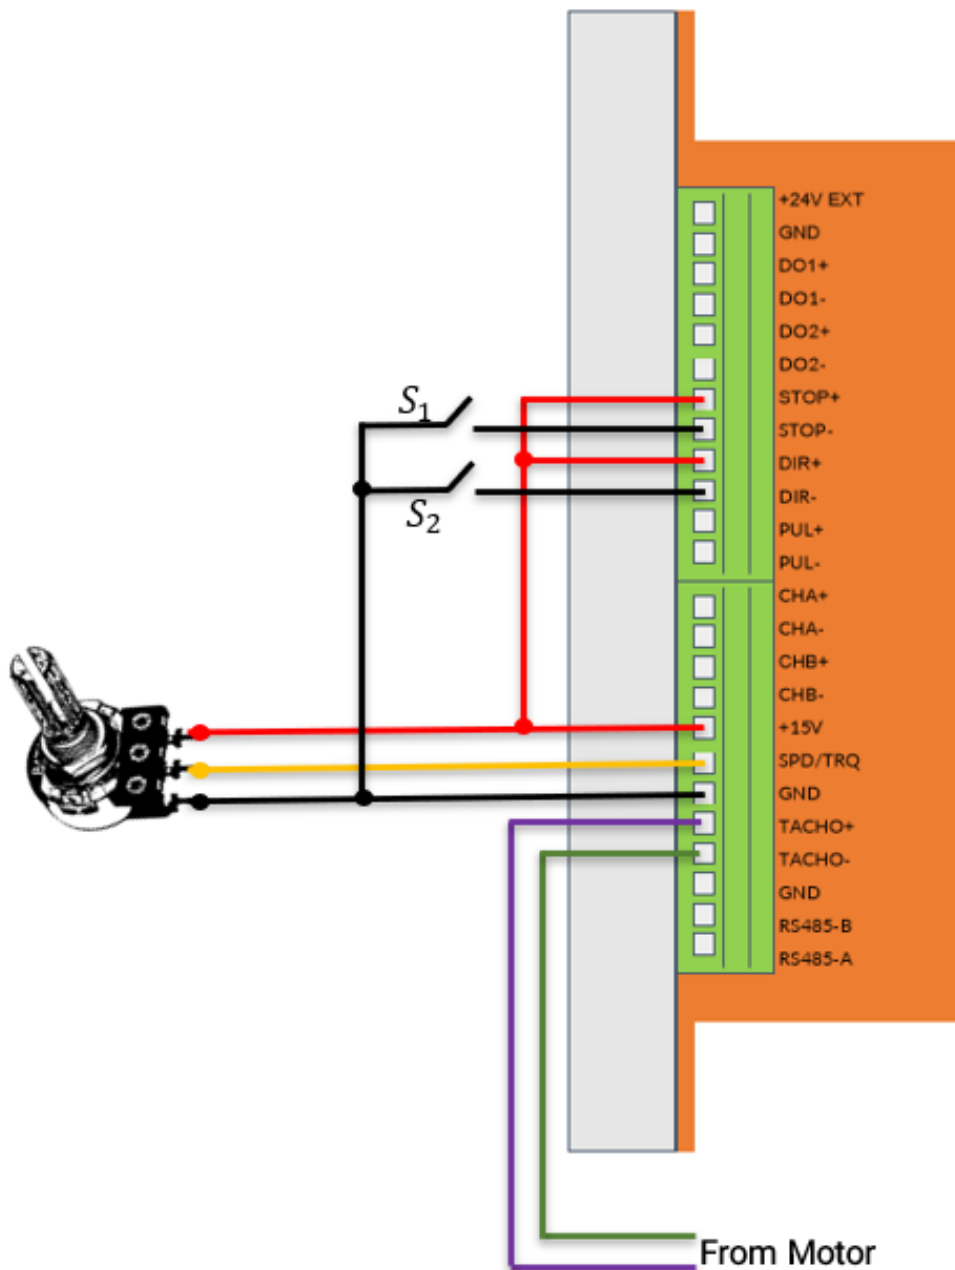 +24V EXT
GND
DO1+
DO1-
DO2+
DO2-
STOP+
S1
STOP-
DIR+
DIR-
S2
PUL+
PUL-
CHA+
CHA-
CHB+
CHB-
+15V
SPD/TRQ
GND
TACHO+
TACHO-
GND
RS485-B
RS485-A
From Motor